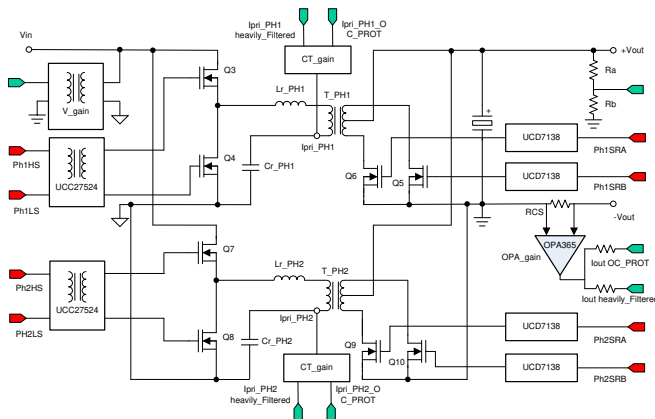 Ipri_PH1
heavily_Filtered
Ipri_PH1_O
C_PROT
Vin
CT_gain
+Vout
Q3
Ra
Lr_PH1
T_PH1
V_gain
Rb
+
UCD7138
Ph1HS
Q4
Ipri_PH1
Ph1SRA
Cr_PH1
Q6
Q5
UCD7138
Ph1LS
UCC27524
Ph1SRB
RCS
-Vout
Q7
OPA365
OPA_gain
Iout OC_PROT
Lr_PH2
T_PH2
Ph2HS
Iout heavily_Filtered
Ipri_PH2
PH2LS
UCC27524
Q8
Cr_PH2
Q9
Q10
UCD7138
Ph2SRA
CT_gain
UCD7138
Ph2SRB
Ipri_PH2
heavily_Filtered
Ipri_PH2_O
C_PROT